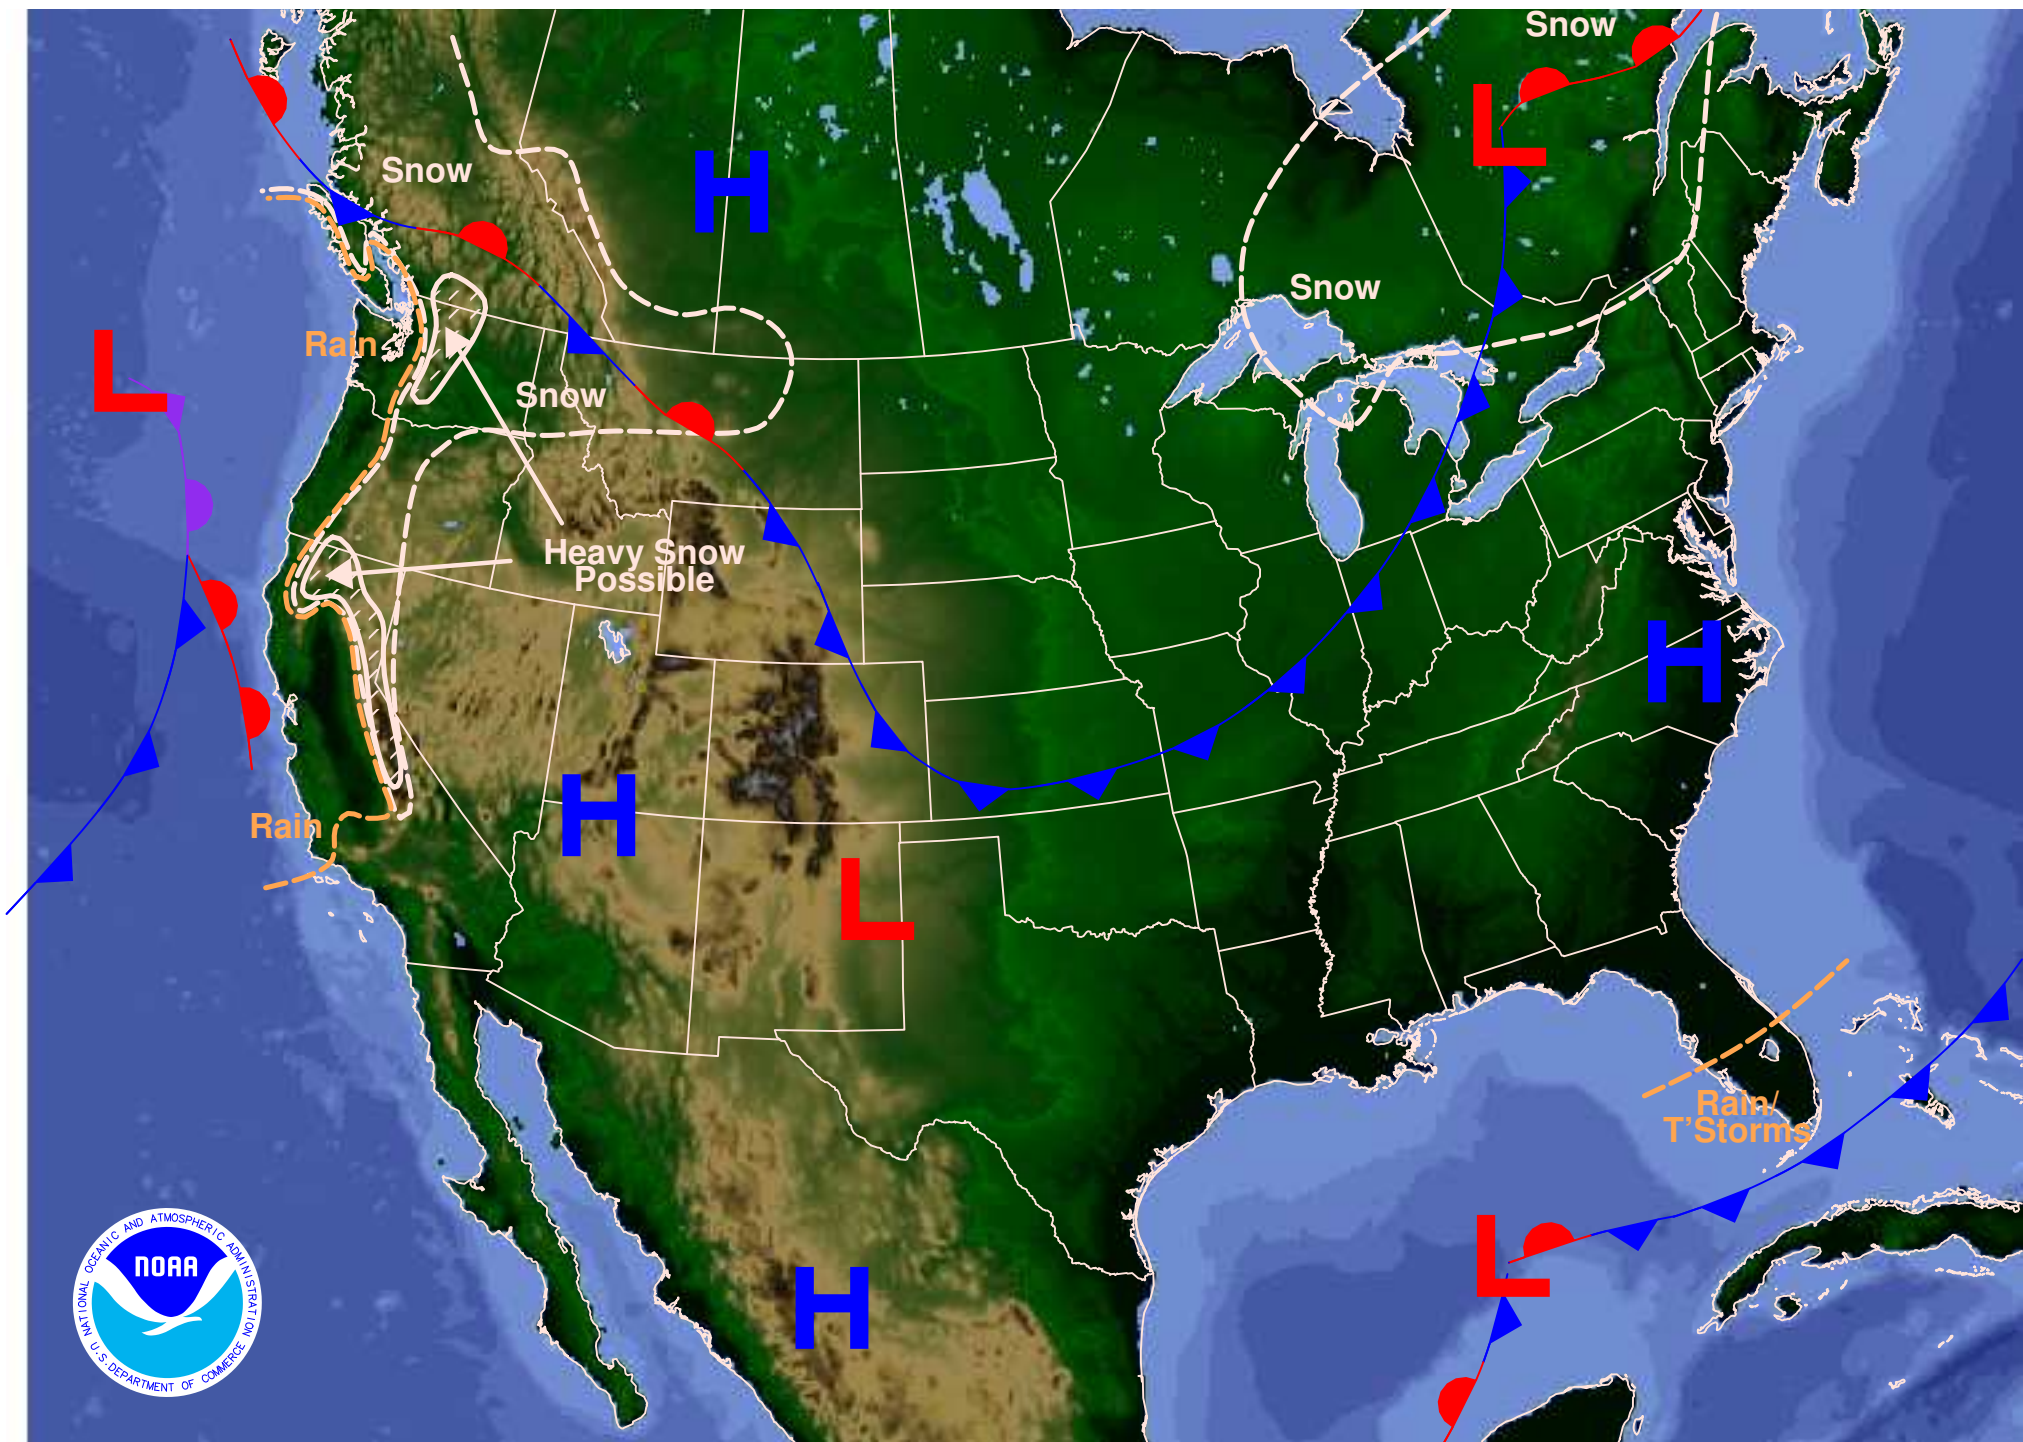 Snow
L
Snow
H
Snow
Rain
L
Snow
Heavy Snow
Possible
H
H
Rain
L
Rain/
T'Storms
L
H
NATIONAL OCEANIC AND ATMOSPHERIC ADMINISTRATION
NOAA
U.S. DEPARTMENT OF COMMERCE